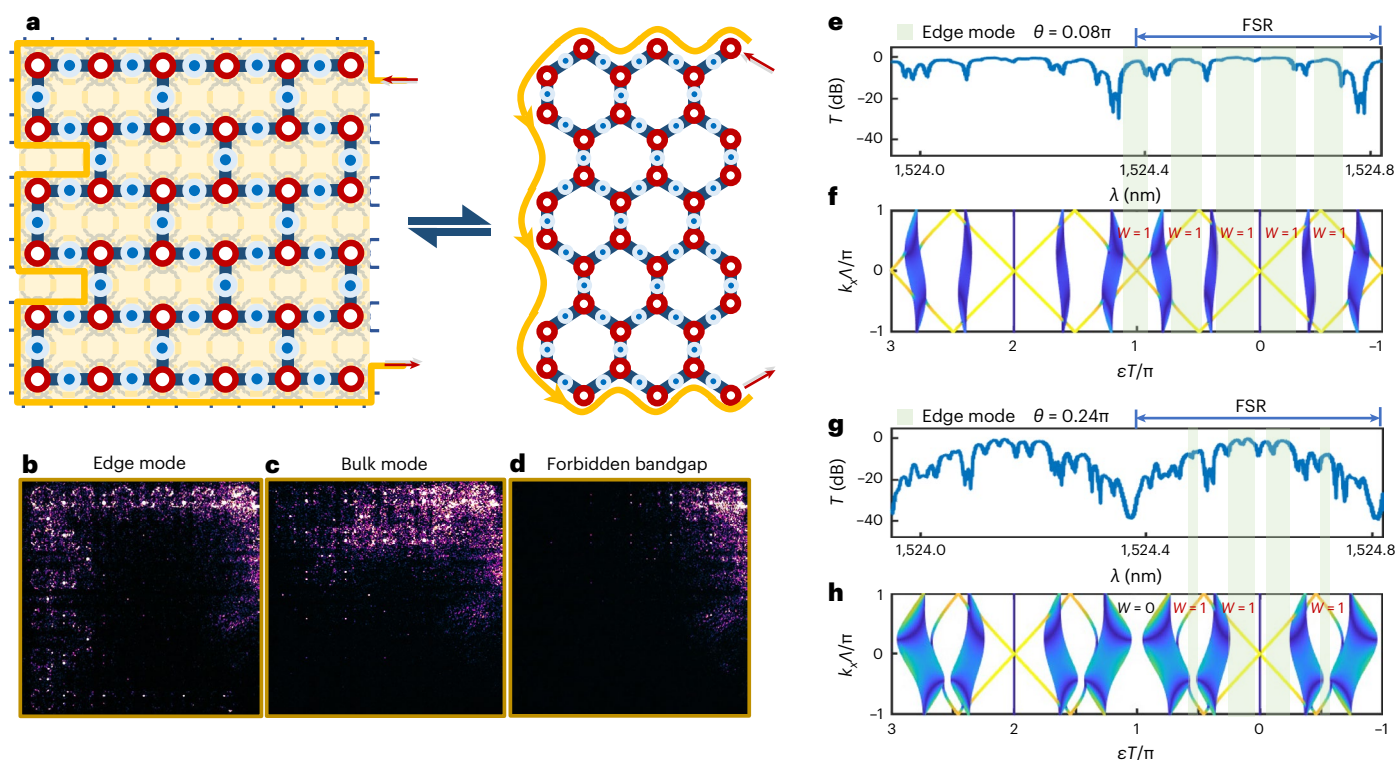 a
b Edge mode
c Bulk mode
d Forbidden bandgap
e
Edge mode θ = 0.08π FSR
T (dB)
0
−20
−40
1,524.0 1,524.4 1,524.8
λ (nm)
f
kₓΛ/π
1
0
−1
W = 1 W = 1 W = 1 W = 1 W = 1
3 2 1 0 −1
εT/π
g
Edge mode θ = 0.24π FSR
T (dB)
0
−20
−40
1,524.0 1,524.4 1,524.8
λ (nm)
h
kₓΛ/π
1
0
−1
W = 0 W = 1 W = 1 W = 1
3 2 1 0 −1
εT/π